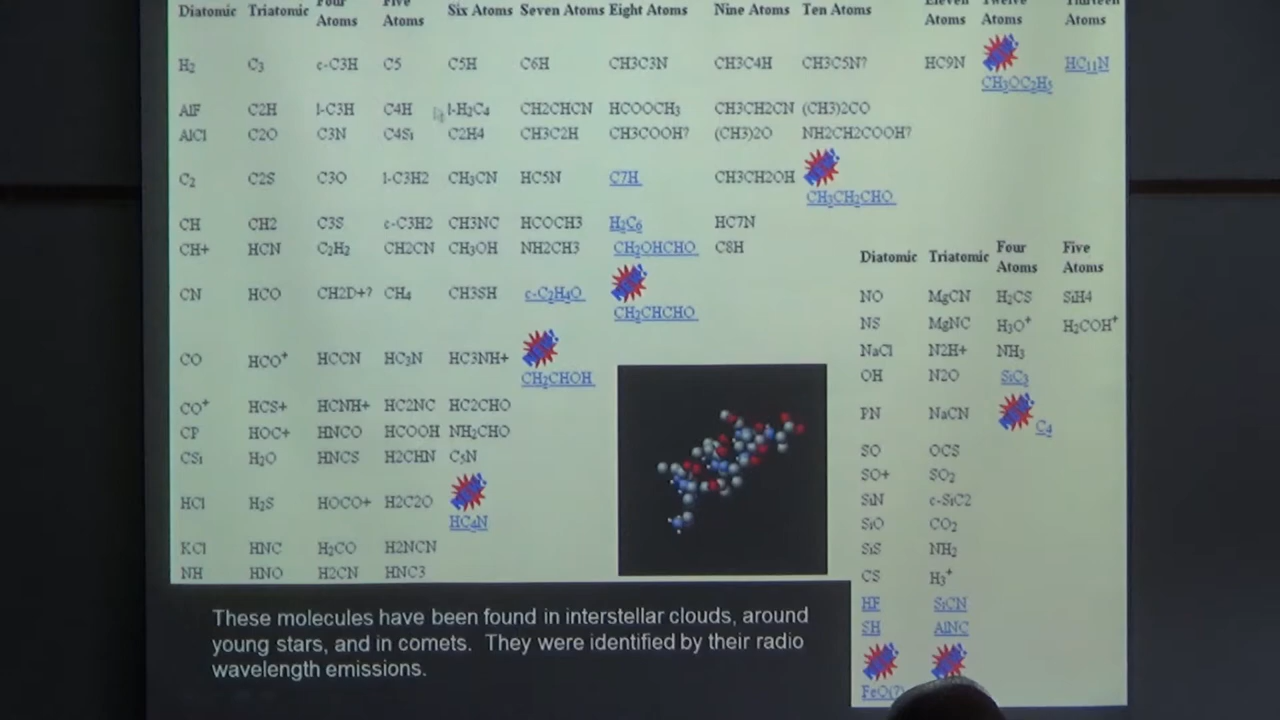 Diatomic Triatomic Four Atoms Five Atoms Six Atoms Seven Atoms Eight Atoms Nine Atoms Ten Atoms Eleven Atoms Twelve Atoms Thirteen Atoms
H2 C3 c-C3H C5 C5H C6H CH3C3N CH3C4H CH3C5N? HC9N CH3OC2H5 HC11N
AlF C2H l-C3H C4H l-H2C4 CH2CHCN HCOOCH3 CH3CH2CN (CH3)2CO
AlCl C2O C3N C4Si C2H4 CH3C2H CH3COOH? (CH3)2O NH2CH2COOH?
C2 C2S C3O l-C3H2 CH3CN HC5N C7H CH3CH2OH CH3CH2CHO
CH CH2 C3S c-C3H2 CH3NC HCOCH3 H2C6 HC7N
CH+ HCN C2H2 CH2CN CH3OH NH2CH3 CH2OHCHO C8H
CN HCO CH2D+? CH4 CH3SH c-C2H4O CH2CHCHO
CO HCO+ HCCN HC3N HC3NH+ CH2CHOH
CO+ HCS+ HCNH+ HC2NC HC2CHO
CP HOC+ HNCO HCOOH NH2CHO
CSi H2O HNCS H2CHN C5N
HCl H2S HOCO+ H2C2O HC4N
KCl HNC H2CO H2NCN
NH HNO H2CN HNC3
Diatomic Triatomic Four Atoms Five Atoms
NO MgCN H2CS SiH4
NS MgNC H3O+ H2COH+
NaCl N2H+ NH3
OH N2O SiC3
PN NaCN C4
SO OCS
SO+ SO2
SiN c-SiC2
SiO CO2
SiS NH2
CS H3+
HF SiCN
SH AlNC
FeO(?)
These molecules have been found in interstellar clouds, around
young stars, and in comets. They were identified by their radio
wavelength emissions.